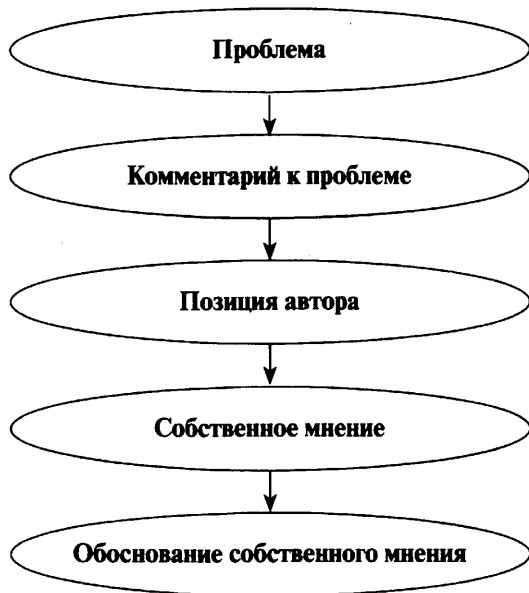 Проблема
Комментарий к проблеме
Позиция автора
Собственное мнение
Обоснование собственного мнения